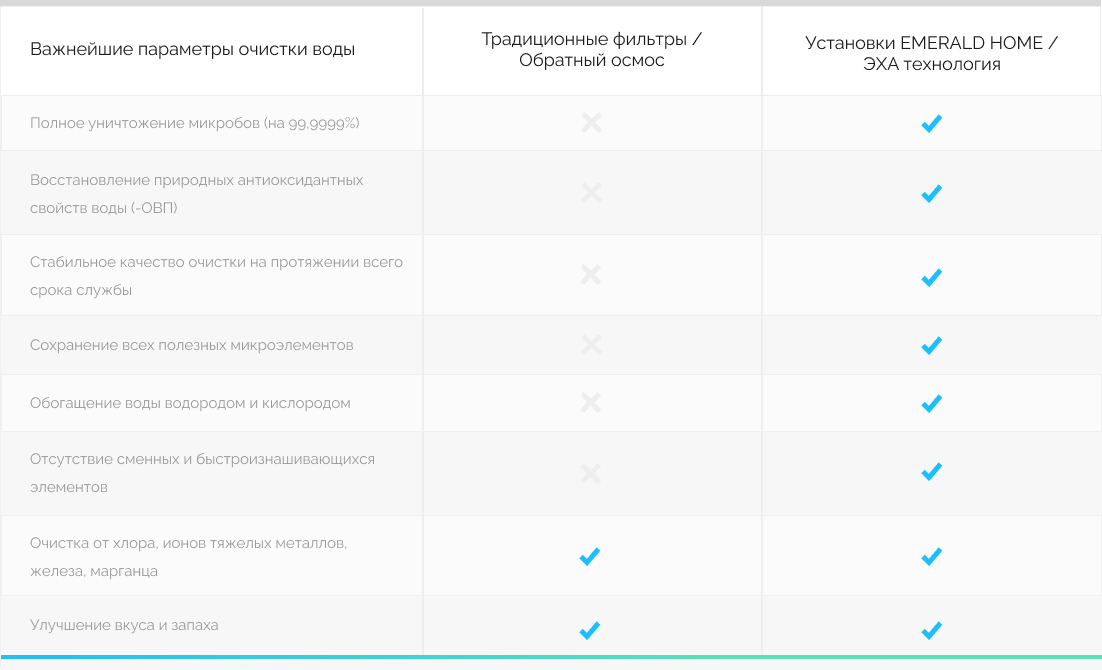 Важнейшие параметры очистки воды
Традиционные фильтры /
Обратный осмос
Установки EMERALD HOME /
ЭХА технология
Полное уничтожение микробов (на 99,9999%)
Восстановление природных антиоксидантных
свойств воды (-ОВП)
Стабильное качество очистки на протяжении всего
срока службы
Сохранение всех полезных микроэлементов
Обогащение воды водородом и кислородом
Отсутствие сменных и быстроизнашивающихся
элементов
Очистка от хлора, ионов тяжелых металлов,
железа, марганца
Улучшение вкуса и запаха